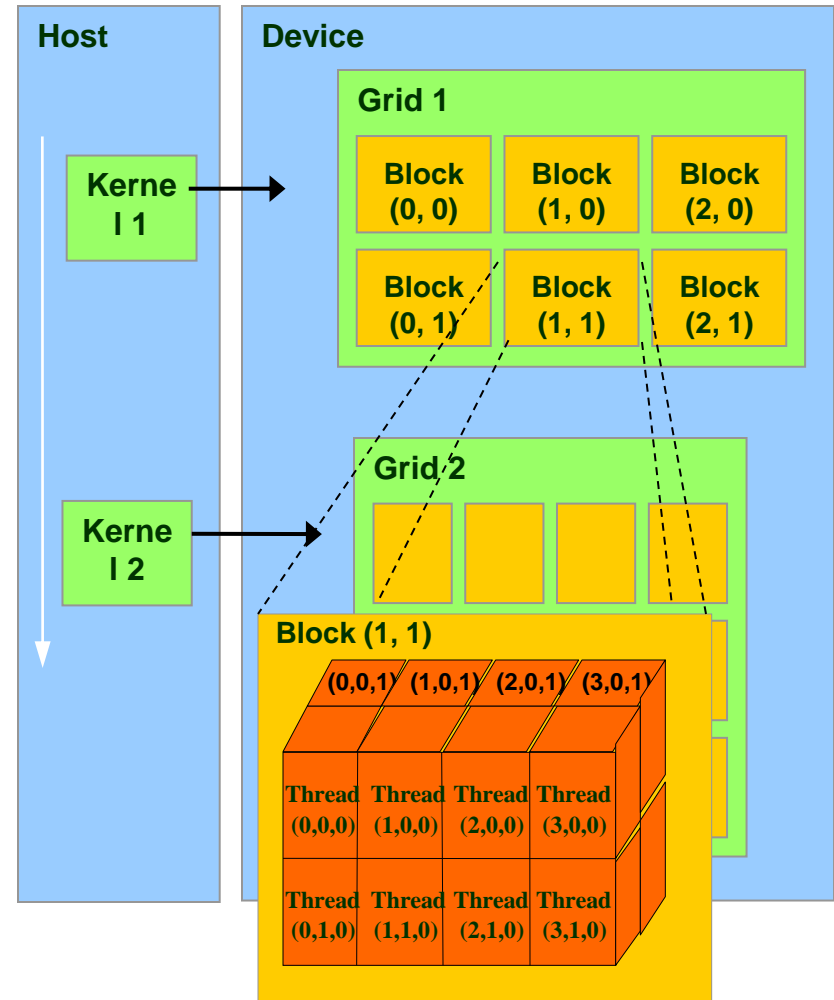 Host
Device
Grid 1
Kerne
l 1
Block
(0, 0)
Block
(1, 0)
Block
(2, 0)
Block
(0, 1)
Block
(1, 1)
Block
(2, 1)
Grid 2
Kerne
l 2
Block (1, 1)
(0,0,1)
(1,0,1)
(2,0,1)
(3,0,1)
Thread
(0,0,0)
Thread
(1,0,0)
Thread
(2,0,0)
Thread
(3,0,0)
Thread
(0,1,0)
Thread
(1,1,0)
Thread
(2,1,0)
Thread
(3,1,0)